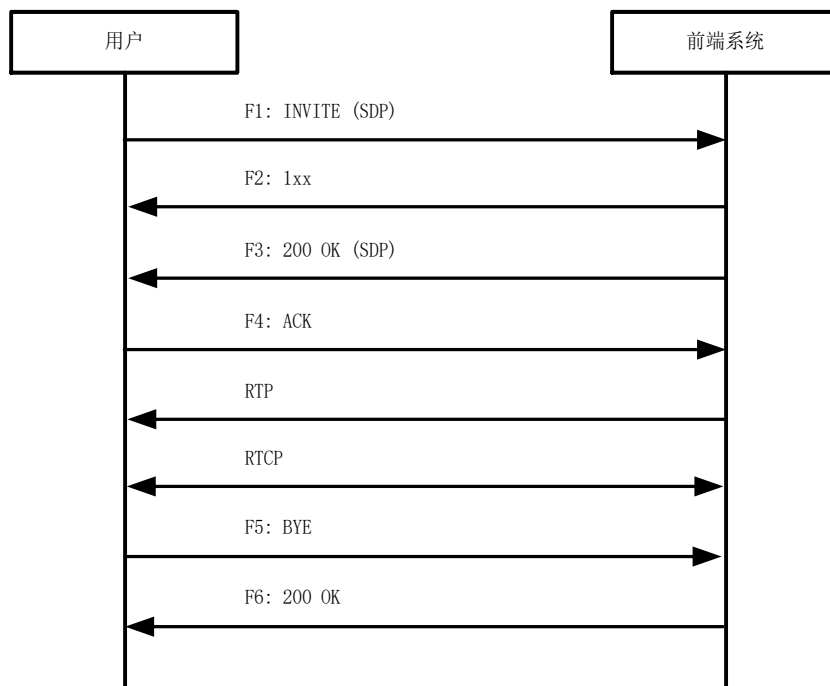 用户
前端系统
F1: INVITE (SDP)
F2: 1xx
F3: 200 OK (SDP)
F4: ACK
RTP
RTCP
F5: BYE
F6: 200 OK